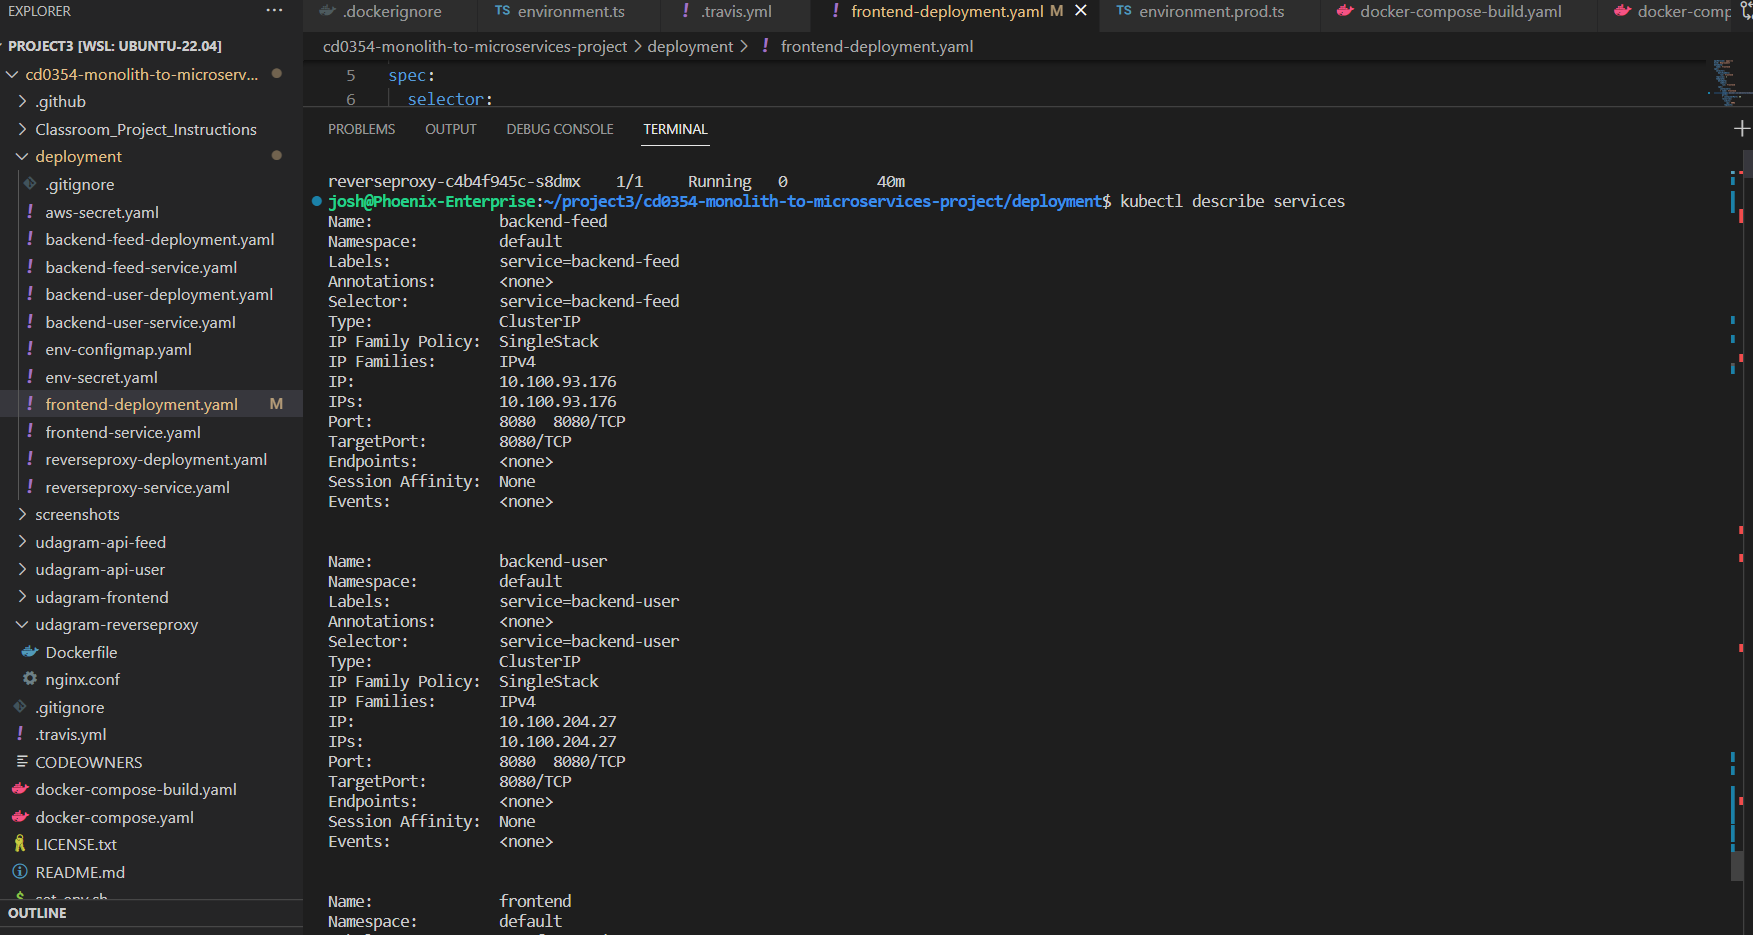 EXPLORER
PROJECT3 [WSL: UBUNTU-22.04]
cd0354-monolith-to-microserv...
.github
Classroom_Project_Instructions
deployment
.gitignore
aws-secret.yaml
backend-feed-deployment.yaml
backend-feed-service.yaml
backend-user-deployment.yaml
backend-user-service.yaml
env-configmap.yaml
env-secret.yaml
frontend-deployment.yaml M
frontend-service.yaml
reverseproxy-deployment.yaml
reverseproxy-service.yaml
screenshots
udagram-api-feed
udagram-api-user
udagram-frontend
udagram-reverseproxy
Dockerfile
nginx.conf
.gitignore
.travis.yml
CODEOWNERS
docker-compose-build.yaml
docker-compose.yaml
LICENSE.txt
README.md
set_env.sh
OUTLINE
.dockerignore TS environment.ts ! .travis.yml ! frontend-deployment.yaml M TS environment.prod.ts docker-compose-build.yaml docker-comp
cd0354-monolith-to-microservices-project > deployment > ! frontend-deployment.yaml
5 spec:
6 selector:
PROBLEMS OUTPUT DEBUG CONSOLE TERMINAL
reverseproxy-c4b4f945c-s8dmx 1/1 Running 0 40m
josh@Phoenix-Enterprise:~/project3/cd0354-monolith-to-microservices-project/deployment$ kubectl describe services
Name: backend-feed
Namespace: default
Labels: service=backend-feed
Annotations: <none>
Selector: service=backend-feed
Type: ClusterIP
IP Family Policy: SingleStack
IP Families: IPv4
IP: 10.100.93.176
IPs: 10.100.93.176
Port: 8080 8080/TCP
TargetPort: 8080/TCP
Endpoints: <none>
Session Affinity: None
Events: <none>
Name: backend-user
Namespace: default
Labels: service=backend-user
Annotations: <none>
Selector: service=backend-user
Type: ClusterIP
IP Family Policy: SingleStack
IP Families: IPv4
IP: 10.100.204.27
IPs: 10.100.204.27
Port: 8080 8080/TCP
TargetPort: 8080/TCP
Endpoints: <none>
Session Affinity: None
Events: <none>
Name: frontend
Namespace: default